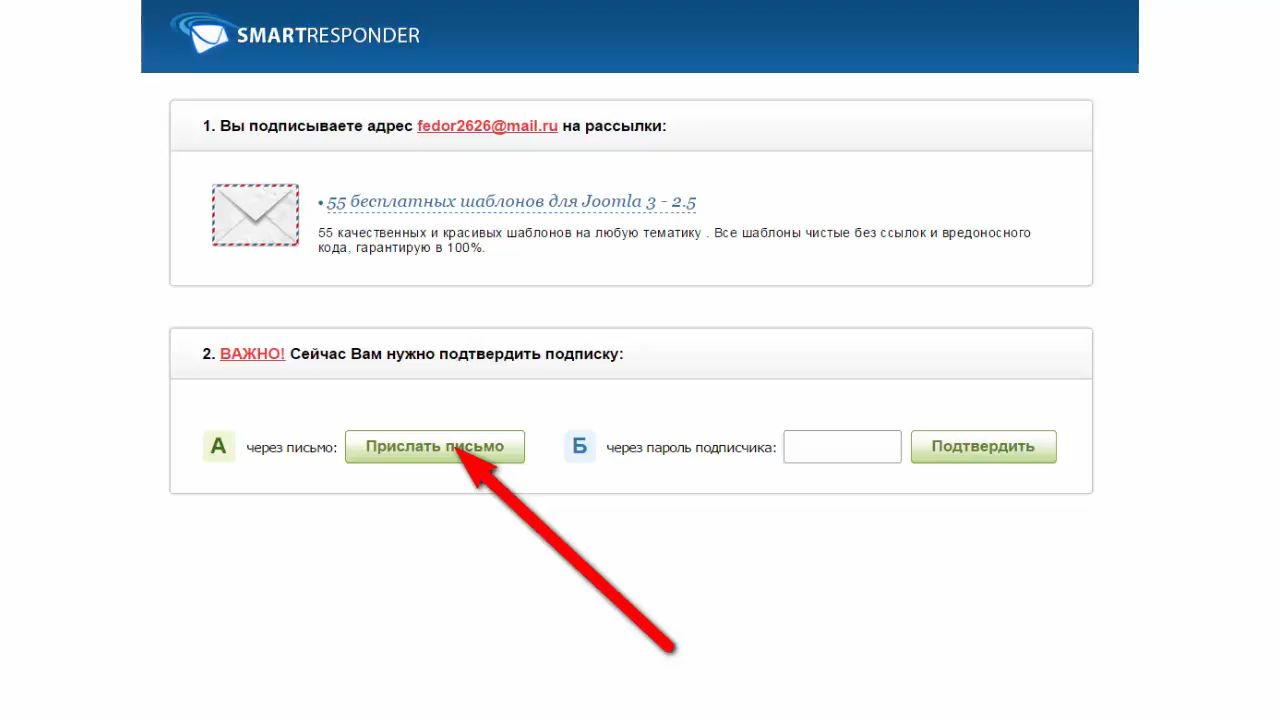 SMARTRESPONDER
1. Вы подписываете адрес fedor2626@mail.ru на рассылки:
• 55 бесплатных шаблонов для Joomla 3 - 2.5
55 качественных и красивых шаблонов на любую тематику . Все шаблоны чистые без ссылок и вредоносного
кода, гарантирую в 100%.
2. ВАЖНО! Сейчас Вам нужно подтвердить подписку:
А через письмо: Прислать письмо Б через пароль подписчика: Подтвердить